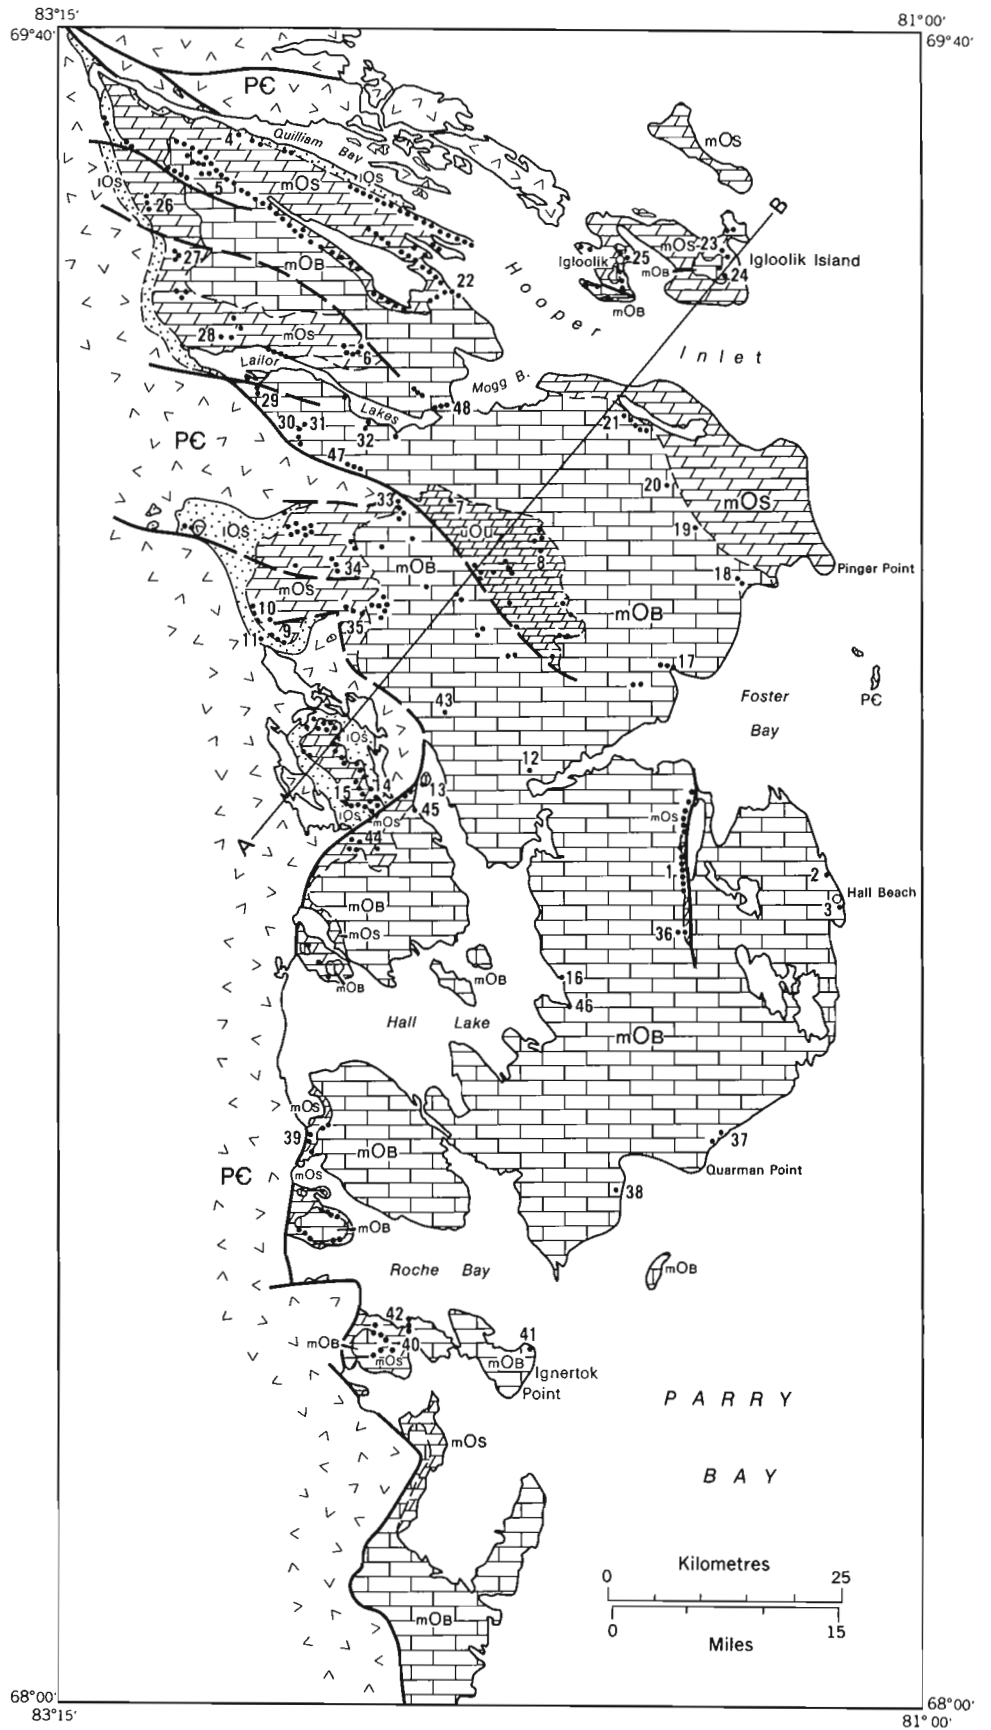 83°15'
81°00'
69°40'
69°40'
P€
Quilliam
Bay
4
mOs
lOs
lOs
mOs
5
26
B
mOs
23
Igloolik
25
mOB
24
Igloolik Island
27
mOB
22
mOB
Hooper
Inlet
28
mOs
6
Lailor
Lakes
Mogg B.
29
48
30
31
32
21
P€
47
20
mOs
33
7
lOs
uOu
19
34
mOB
8
18
Pinger Point
mOs
10
mOB
9
11
35
17
P€
43
Foster
Bay
lOs
12
14
13
15
45
lOs
mOs
mOs
A
44
1
2
Hall Beach
3
mOB
mOs
36
mOB
mOB
16
46
Hall Lake
mOB
mOs
39
mOB
37
Quarman Point
P€
mOs
38
mOB
Roche Bay
mOB
42
41
mOB
40
mOs
mOB
Ignertok
Point
PARRY
mOs
BAY
Kilometres
0
25
mOB
0
15
Miles
68°00'
68°00'
83°15'
81°00'